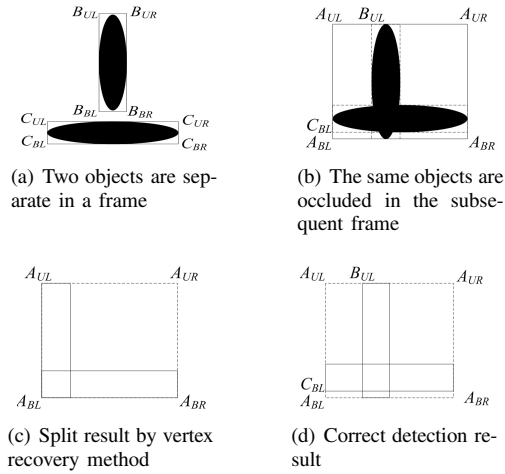 B_UL B_UR
B_BL B_BR
C_UL C_UR
C_BL C_BR
(a) Two objects are sep-
arate in a frame
A_UL B_UL A_UR
C_BL
A_BL A_BR
(b) The same objects are
occluded in the subse-
quent frame
A_UL A_UR
A_BL A_BR
(c) Split result by vertex
recovery method
A_UL B_UL A_UR
C_BL
A_BL A_BR
(d) Correct detection re-
sult